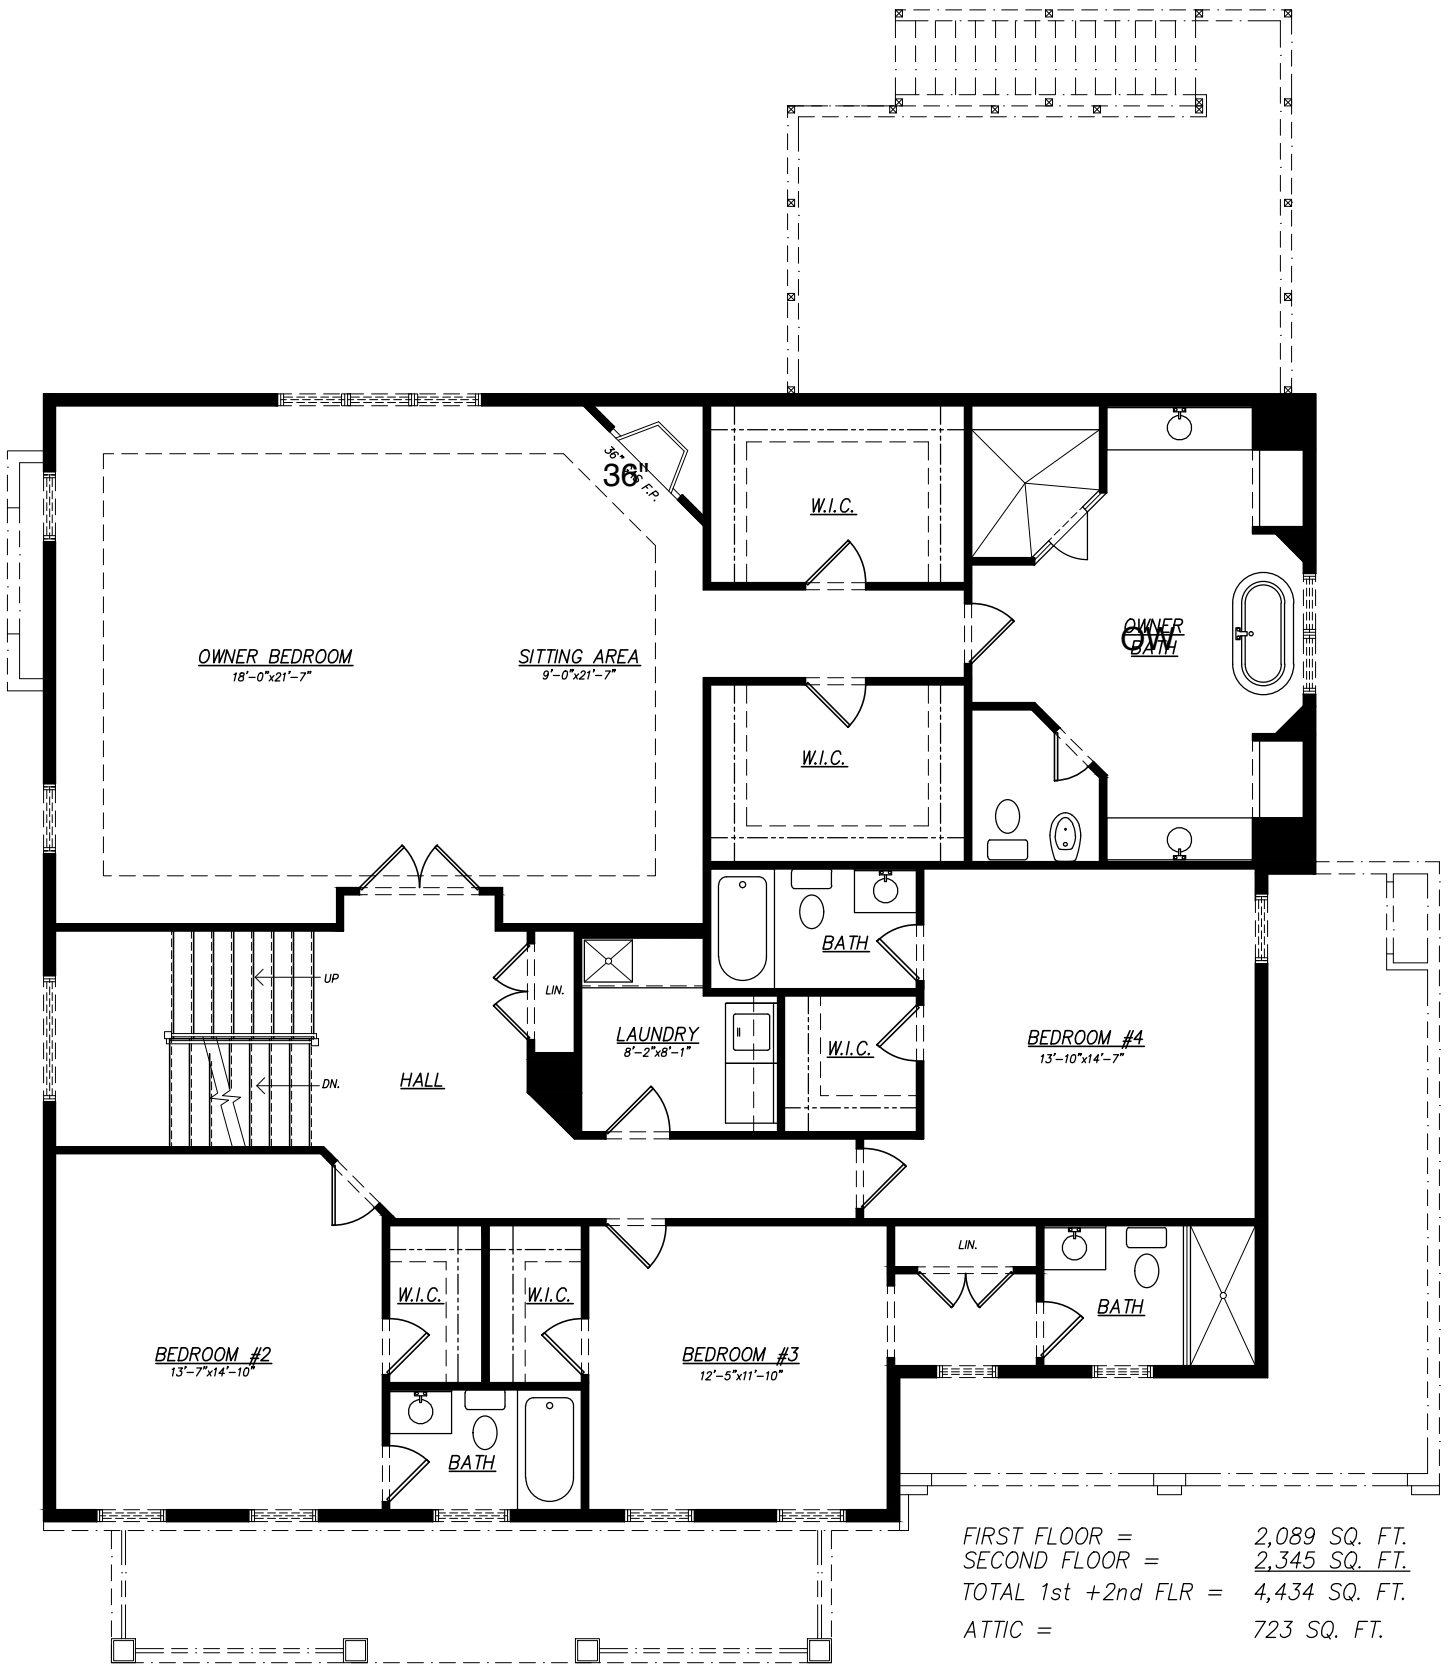 36" GAS F.P.
36"
W.I.C.
OWNER
BATH
OW
OWNER BEDROOM
18'-0"x21'-7"
SITTING AREA
9'-0"x21'-7"
W.I.C.
BATH
UP
LIN.
LAUNDRY
8'-2"x8'-1"
W.I.C.
BEDROOM #4
13'-10"x14'-7"
HALL
DN.
LIN.
W.I.C.
W.I.C.
BATH
BEDROOM #2
13'-7"x14'-10"
BEDROOM #3
12'-5"x11'-10"
BATH
FIRST FLOOR = 2,089 SQ. FT.
SECOND FLOOR = 2,345 SQ. FT.
TOTAL 1st +2nd FLR = 4,434 SQ. FT.
ATTIC = 723 SQ. FT.